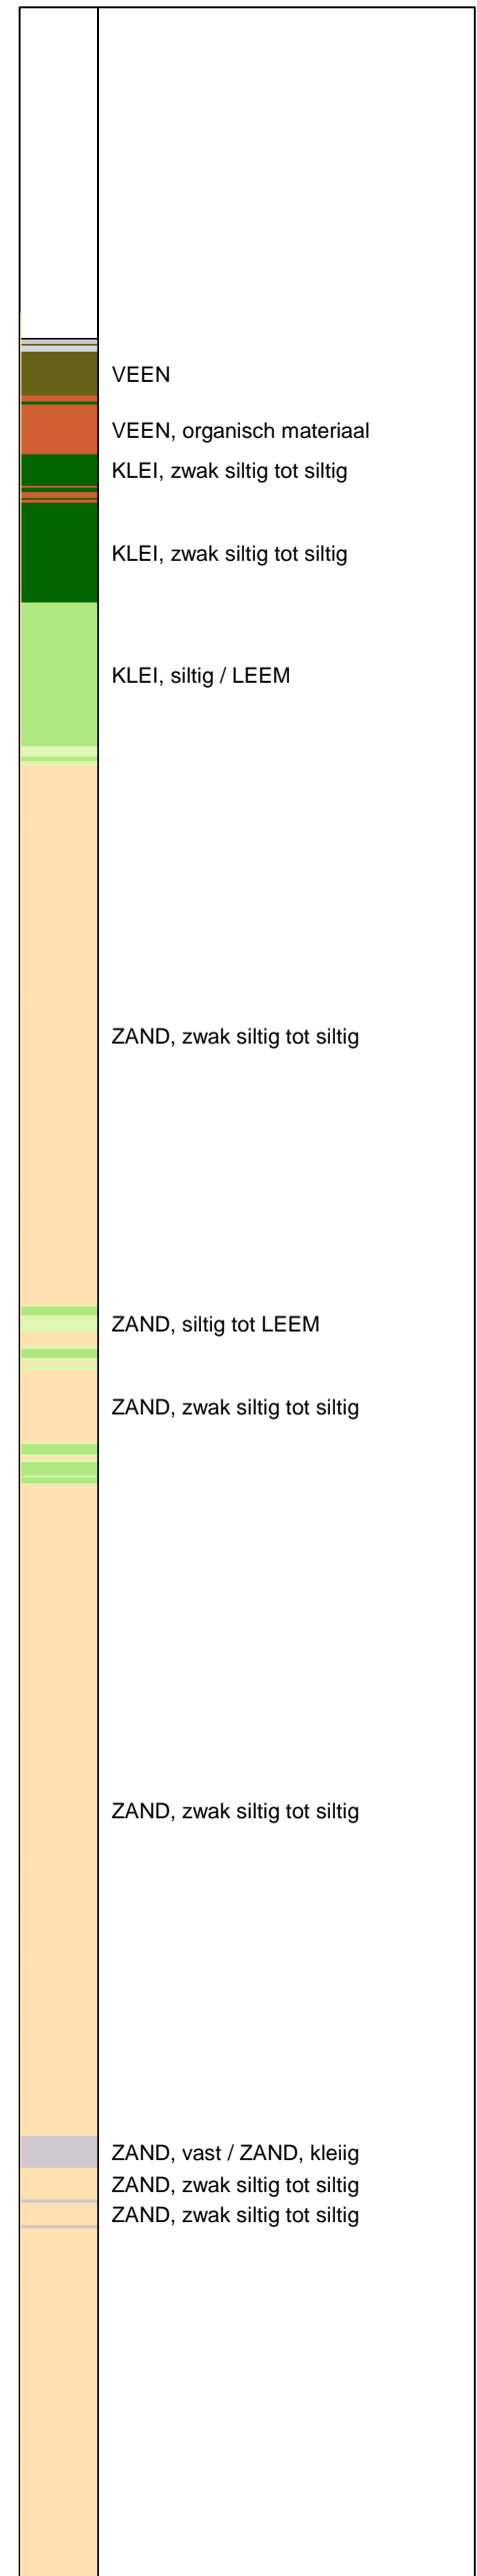 VEEN
VEEN, organisch materiaal
KLEI, zwak siltig tot siltig
KLEI, zwak siltig tot siltig
KLEI, siltig / LEEM
ZAND, zwak siltig tot siltig
ZAND, siltig tot LEEM
ZAND, zwak siltig tot siltig
ZAND, zwak siltig tot siltig
ZAND, vast / ZAND, kleiig
ZAND, zwak siltig tot siltig
ZAND, zwak siltig tot siltig